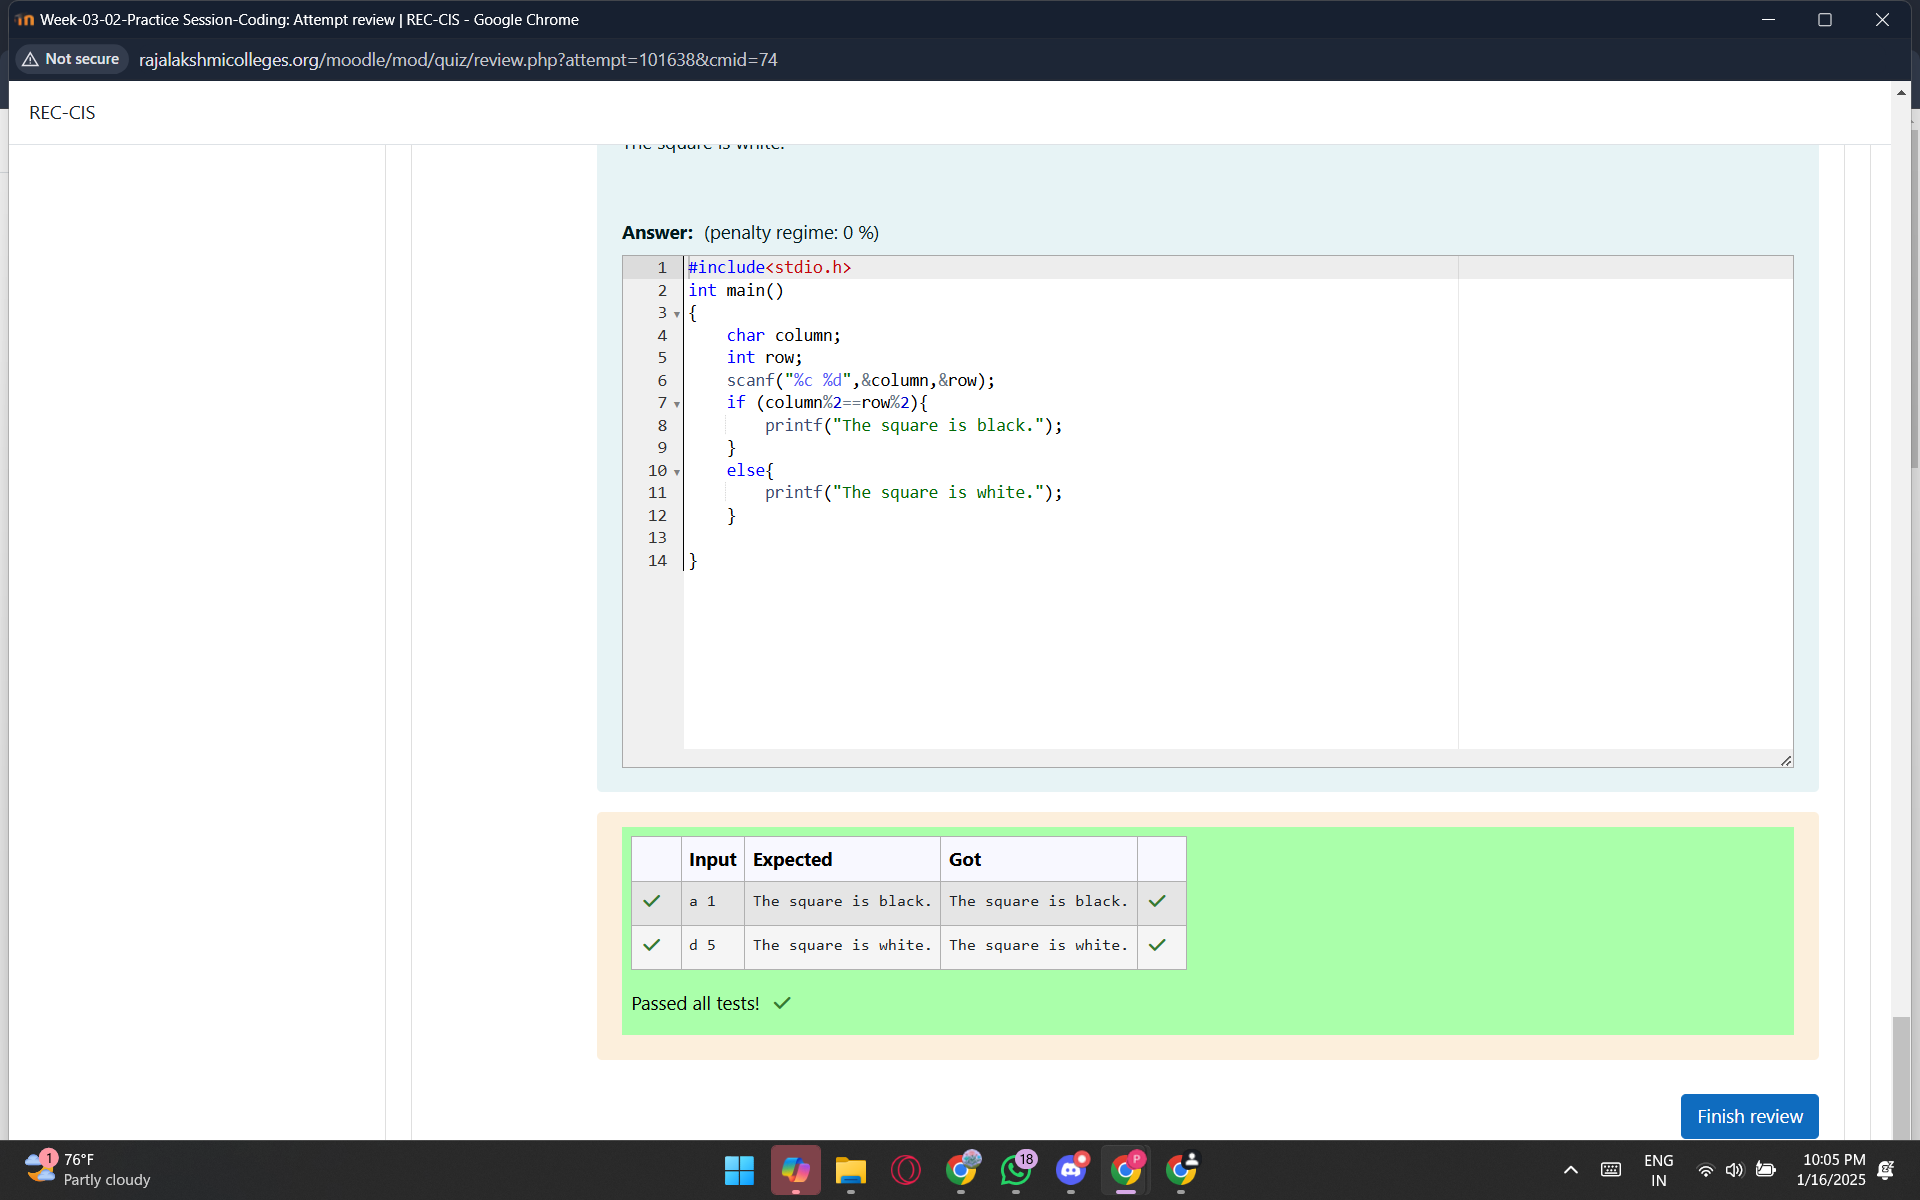 Week-03-02-Practice Session-Coding: Attempt review | REC-CIS - Google Chrome
Not secure rajalakshmicolleges.org/moodle/mod/quiz/review.php?attempt=101638&cmid=74
REC-CIS
The square is white.
Answer: (penalty regime: 0 %)
1 #include<stdio.h>
2 int main()
3 {
4 char column;
5 int row;
6 scanf("%c %d",&column,&row);
7 if (column%2==row%2){
8 printf("The square is black.");
9 }
10 else{
11 printf("The square is white.");
12 }
13
14 }
Input Expected Got
a 1 The square is black. The square is black.
d 5 The square is white. The square is white.
Passed all tests!
Finish review
1
76°F
Partly cloudy
18
P
ENG
IN
10:05 PM
1/16/2025